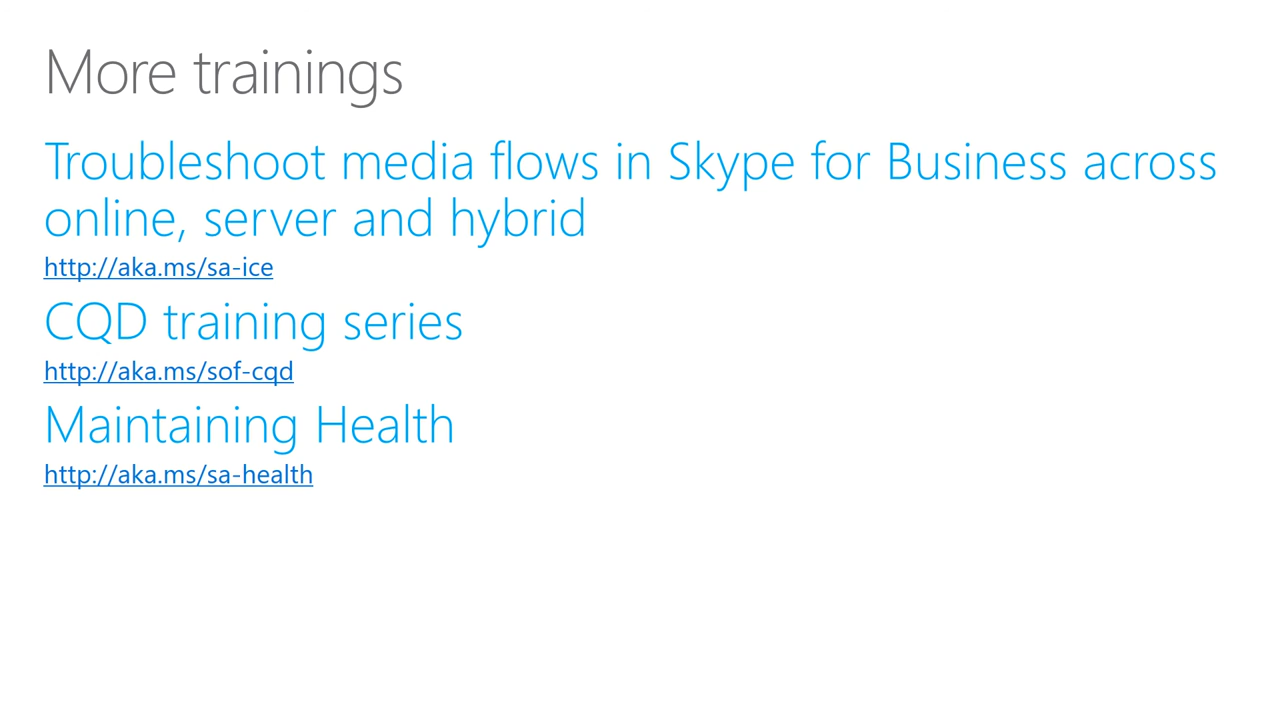 More trainings
Troubleshoot media flows in Skype for Business across
online, server and hybrid
http://aka.ms/sa-ice
CQD training series
http://aka.ms/sof-cqd
Maintaining Health
http://aka.ms/sa-health